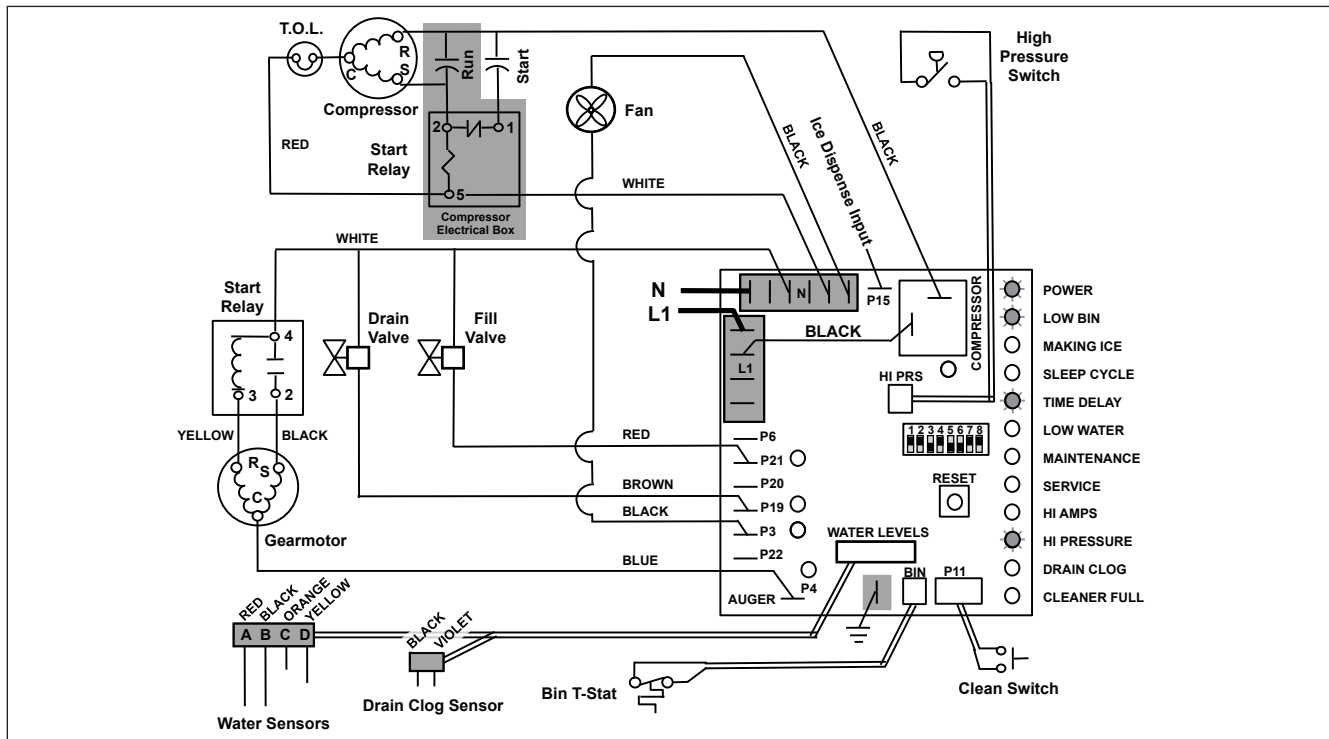 T.O.L.
C
R
S
Compressor
Run
Start
2
1
5
Start
Relay
Compressor
Electrical Box
RED
WHITE
Fan
BLACK
Ice Dispense Input
BLACK
High
Pressure
Switch
WHITE
Start
Relay
4
3
2
YELLOW
BLACK
R
S
C
Gearmotor
Drain
Valve
Fill
Valve
N
L1
N
P15
COMPRESSOR
BLACK
L1
HI PRS
1 2 3 4 5 6 7 8
RESET
RED
P6
P21
BROWN
P20
P19
BLACK
P3
P22
BLUE
P4
AUGER
WATER LEVELS
BIN
P11
POWER
LOW BIN
MAKING ICE
SLEEP CYCLE
TIME DELAY
LOW WATER
MAINTENANCE
SERVICE
HI AMPS
HI PRESSURE
DRAIN CLOG
CLEANER FULL
RED
BLACK
ORANGE
YELLOW
A B C D
Water Sensors
BLACK
VIOLET
Drain Clog Sensor
Bin T-Stat
Clean Switch